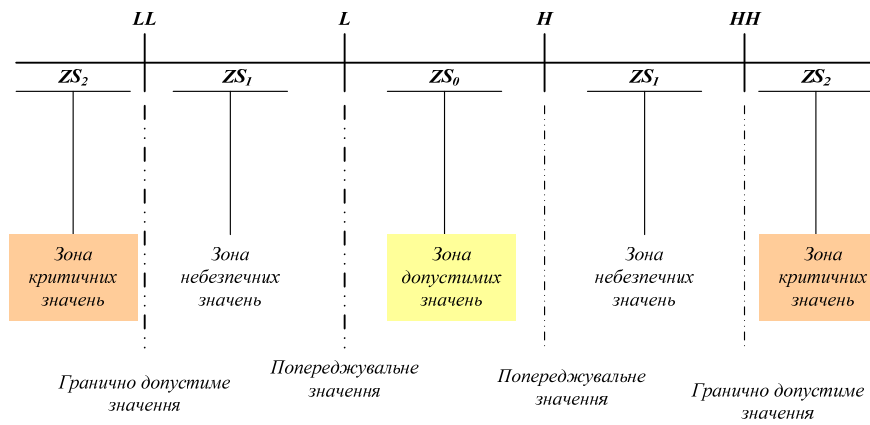 LL L H HH
ZS2 ZS1 ZS0 ZS1 ZS2
Зона
критичних
значень
Зона
небезпечних
значень
Зона
допустимих
значень
Зона
небезпечних
значень
Зона
критичних
значень
Гранично допустиме
значення
Попереджувальне
значення
Попереджувальне
значення
Гранично допустиме
значення